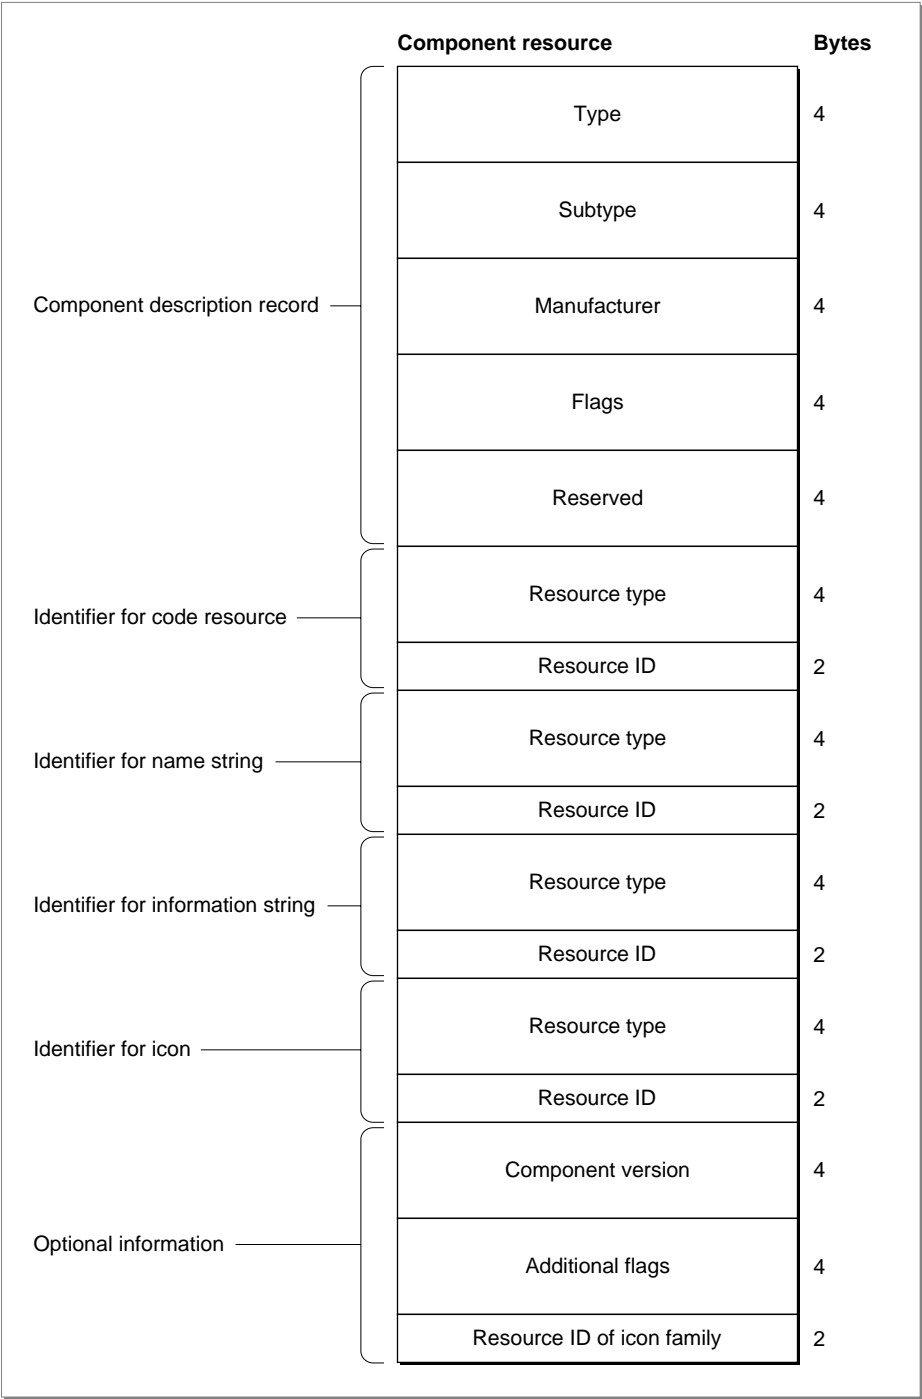 Component resource Bytes
Type 4
Subtype 4
Component description record Manufacturer 4
Flags 4
Reserved 4
Resource type 4
Identifier for code resource
Resource ID 2
Resource type 4
Identifier for name string
Resource ID 2
Resource type 4
Identifier for information string
Resource ID 2
Resource type 4
Identifier for icon
Resource ID 2
Component version 4
Optional information
Additional flags 4
Resource ID of icon family 2